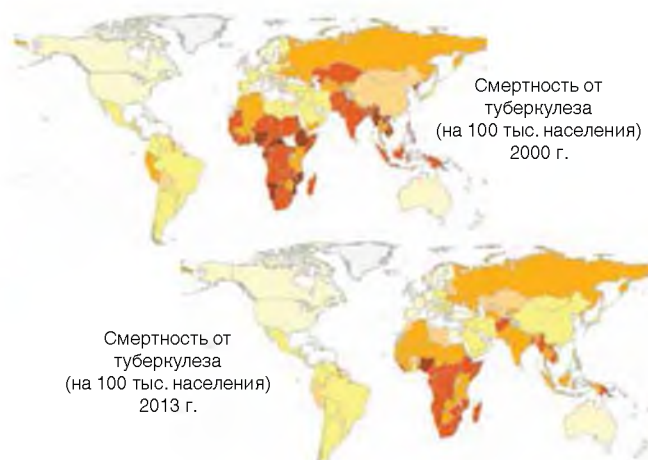 Смертность от
туберкулеза
(на 100 тыс. населения)
2000 г.
Смертность от
туберкулеза
(на 100 тыс. населения)
2013 г.